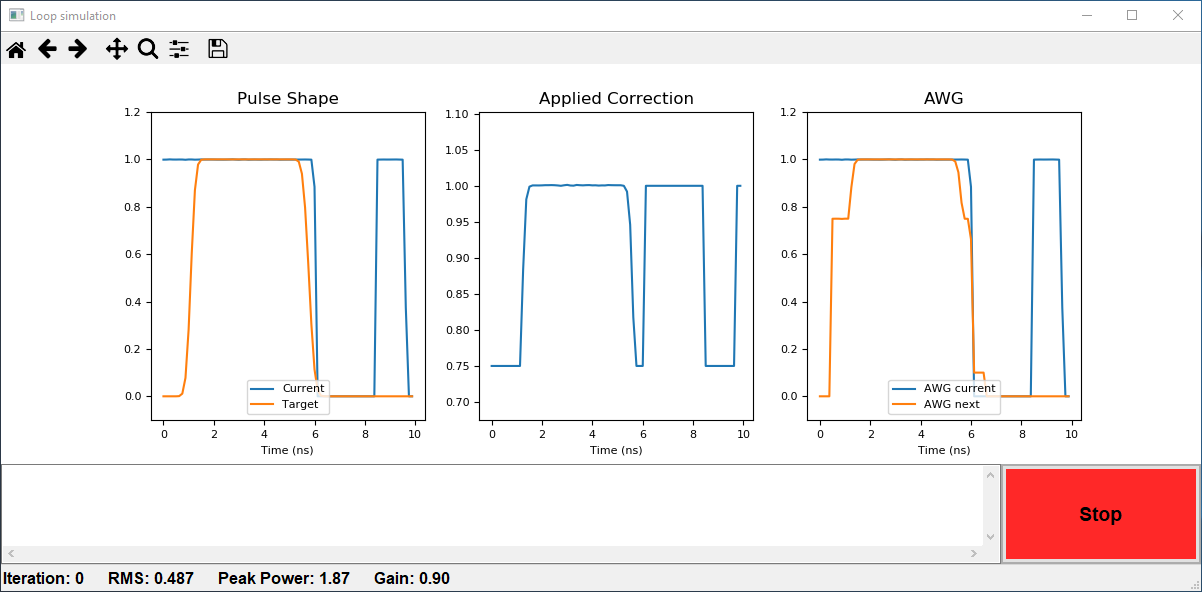 Loop simulation
Pulse Shape
1.2
1.0
0.8
0.6
0.4
0.2
0.0
0 2 4 6 8 10
Time (ns)
Current
Target
Applied Correction
1.10
1.05
1.00
0.95
0.90
0.85
0.80
0.75
0.70
0 2 4 6 8 10
Time (ns)
AWG
1.2
1.0
0.8
0.6
0.4
0.2
0.0
0 2 4 6 8 10
Time (ns)
AWG current
AWG next
Stop
Iteration: 0 RMS: 0.487 Peak Power: 1.87 Gain: 0.90